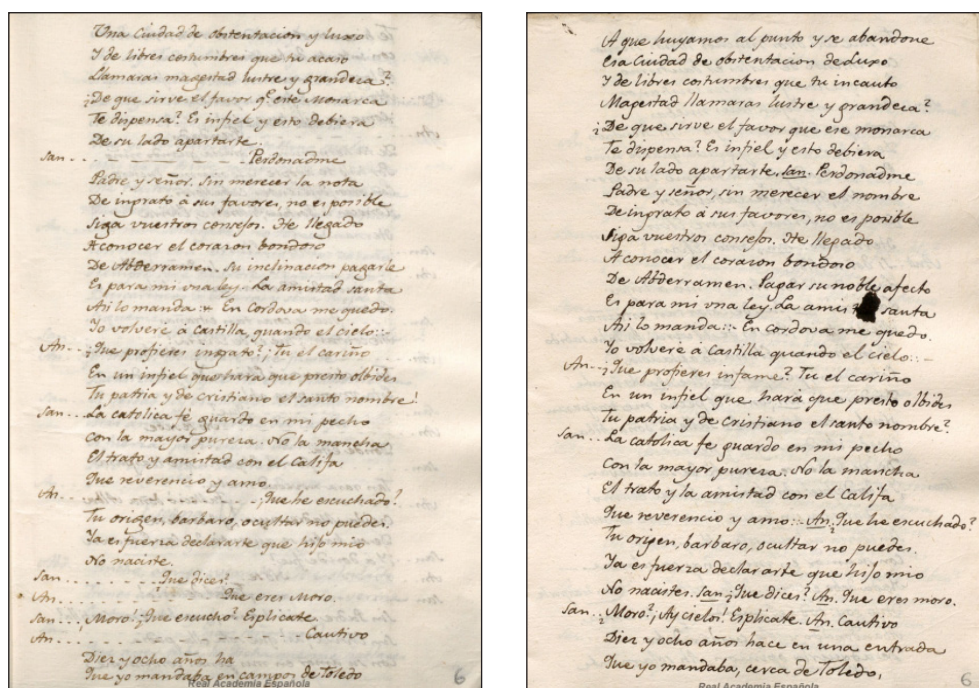 Una Ciudad de obstentacion y luxo
Y de libres costumbres que tu acaso
Llamaras magestad lustre y grandeca?
¿De que sirve el favor q.e este Monarca
Te dispensa? Es infiel y esto debiera
De su lado apartarte.
San. . - - - - - - - - - Perdonadme
Padre y señor. Sin merecer la nota
De ingrato á sus favores, no es posible
Siga vuestros consejos. He llegado
A conocer el corazon bondoso
De Abderramen. Su inclinacion pagarle
Es para mi una ley. La amistad santa
Asi lo manda :: En Cordova me quedo.
Yo volveré á Castilla, quando el cielo::-
An... ¿Que profieres ingrato? ¡Tu el cariño
En un infiel que hara que presto olbides
Tu patria y de cristiano el santo nombre!
San... La catolica fe guardo en mi pecho
Con la mayor pureza. No la mancha
El trato y amistad con el Califa
Que reverencio y amo.
An... - - - - - - - ¿Que he escuchado?
Tu origen, barbaro, ocultar no puedes.
Ya es fuerza declararte que hijo mio
No naciste.
San. . - - - - ¿Que dices?
An. . - - - - - - - Que eres Moro.
San... ¡Moro! ¿Que escucho? Esplicate.
An. . - - - - - - - - - Cautivo
Diez y ocho años ha
Que yo mandaba en campos de Toledo
Real Academia Española
6
A que huyamos al punto y se abandone
Esa Ciudad de obstentacion de Luxo
Y de libres costumbres que tu incauto
Magestad llamaras lustre y grandeca?
¿De que sirve el favor que ese monarca
Te dispensa? Es infiel y esto debiera
De su lado apartarte. San. Perdonadme
Padre y señor, sin merecer el nombre
De ingrato á sus favores, no es posible
Siga vuestros consejos. He llegado
A conocer el corazon bondoso
De Abderramen. Pagar su noble afecto
Es para mi una ley. La santa
Asi lo manda::- En Cordova me quedo.
Yo volveré á Castilla quando el cielo::-
An... ¿Que profieres infame? Tu el cariño
En un infiel que hará que presto olbides
Tu patria y de cristiano el santo nombre?
San... La catolica fe guardo en mi pecho
Con la mayor pureza. No la mancha
El trato y la amistad con el Califa
Que reverencio y amo::- An. ¿Que he escuchado?
Tu origen, barbaro, ocultar no puedes.
Ya es fuerza declararte que hijo mio
No nacistes. San. ¿Que dices? An. Que eres moro.
San... ¿Moro? ¡Ay cielos! Esplicate. An. Cautivo
Diez y ocho años hace en una entrada
Que yo mandaba, cerca de Toledo,
Real Academia Española
6